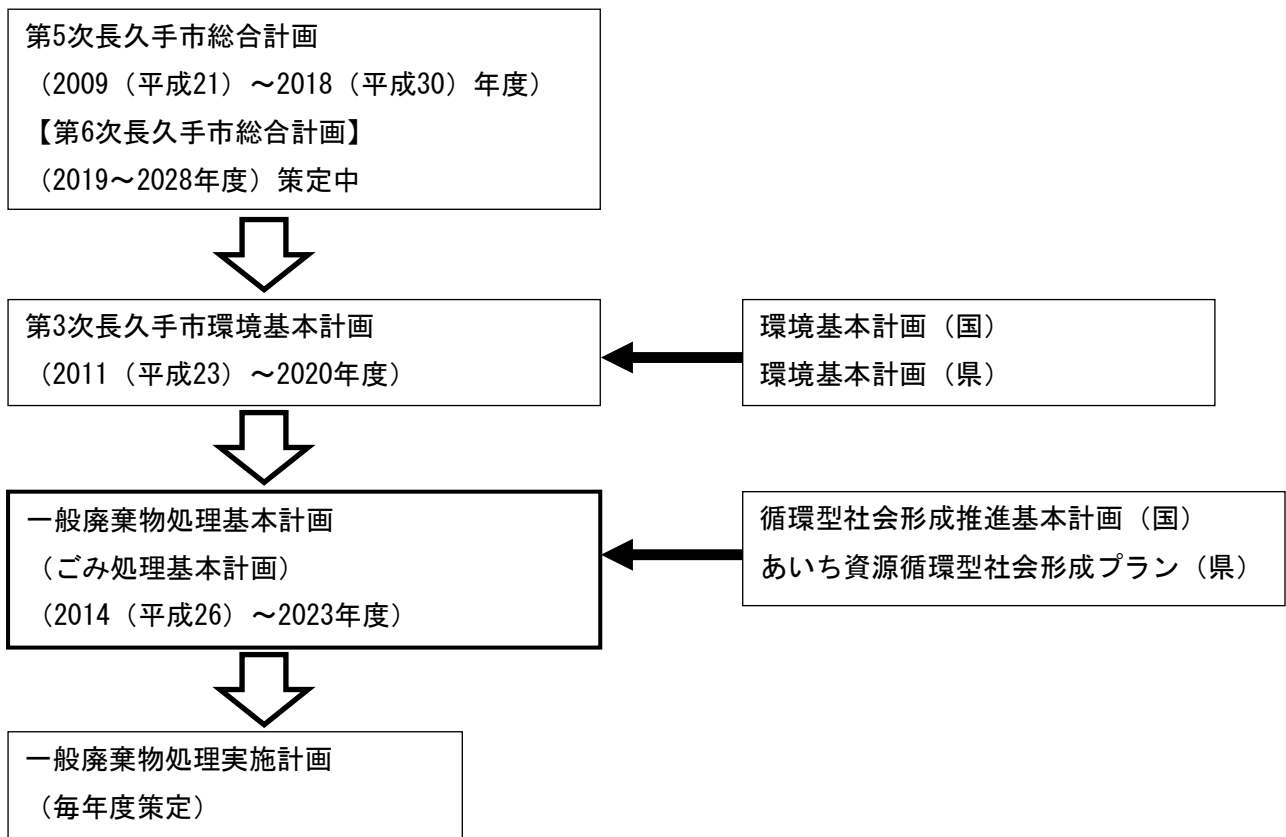 第5次長久手市総合計画
（2009（平成21）～2018（平成30）年度）
【第6次長久手市総合計画】
（2019～2028年度）策定中
第3次長久手市環境基本計画
（2011（平成23）～2020年度）
環境基本計画（国）
環境基本計画（県）
一般廃棄物処理基本計画
（ごみ処理基本計画）
（2014（平成26）～2023年度）
循環型社会形成推進基本計画（国）
あいち資源循環型社会形成プラン（県）
一般廃棄物処理実施計画
（毎年度策定）